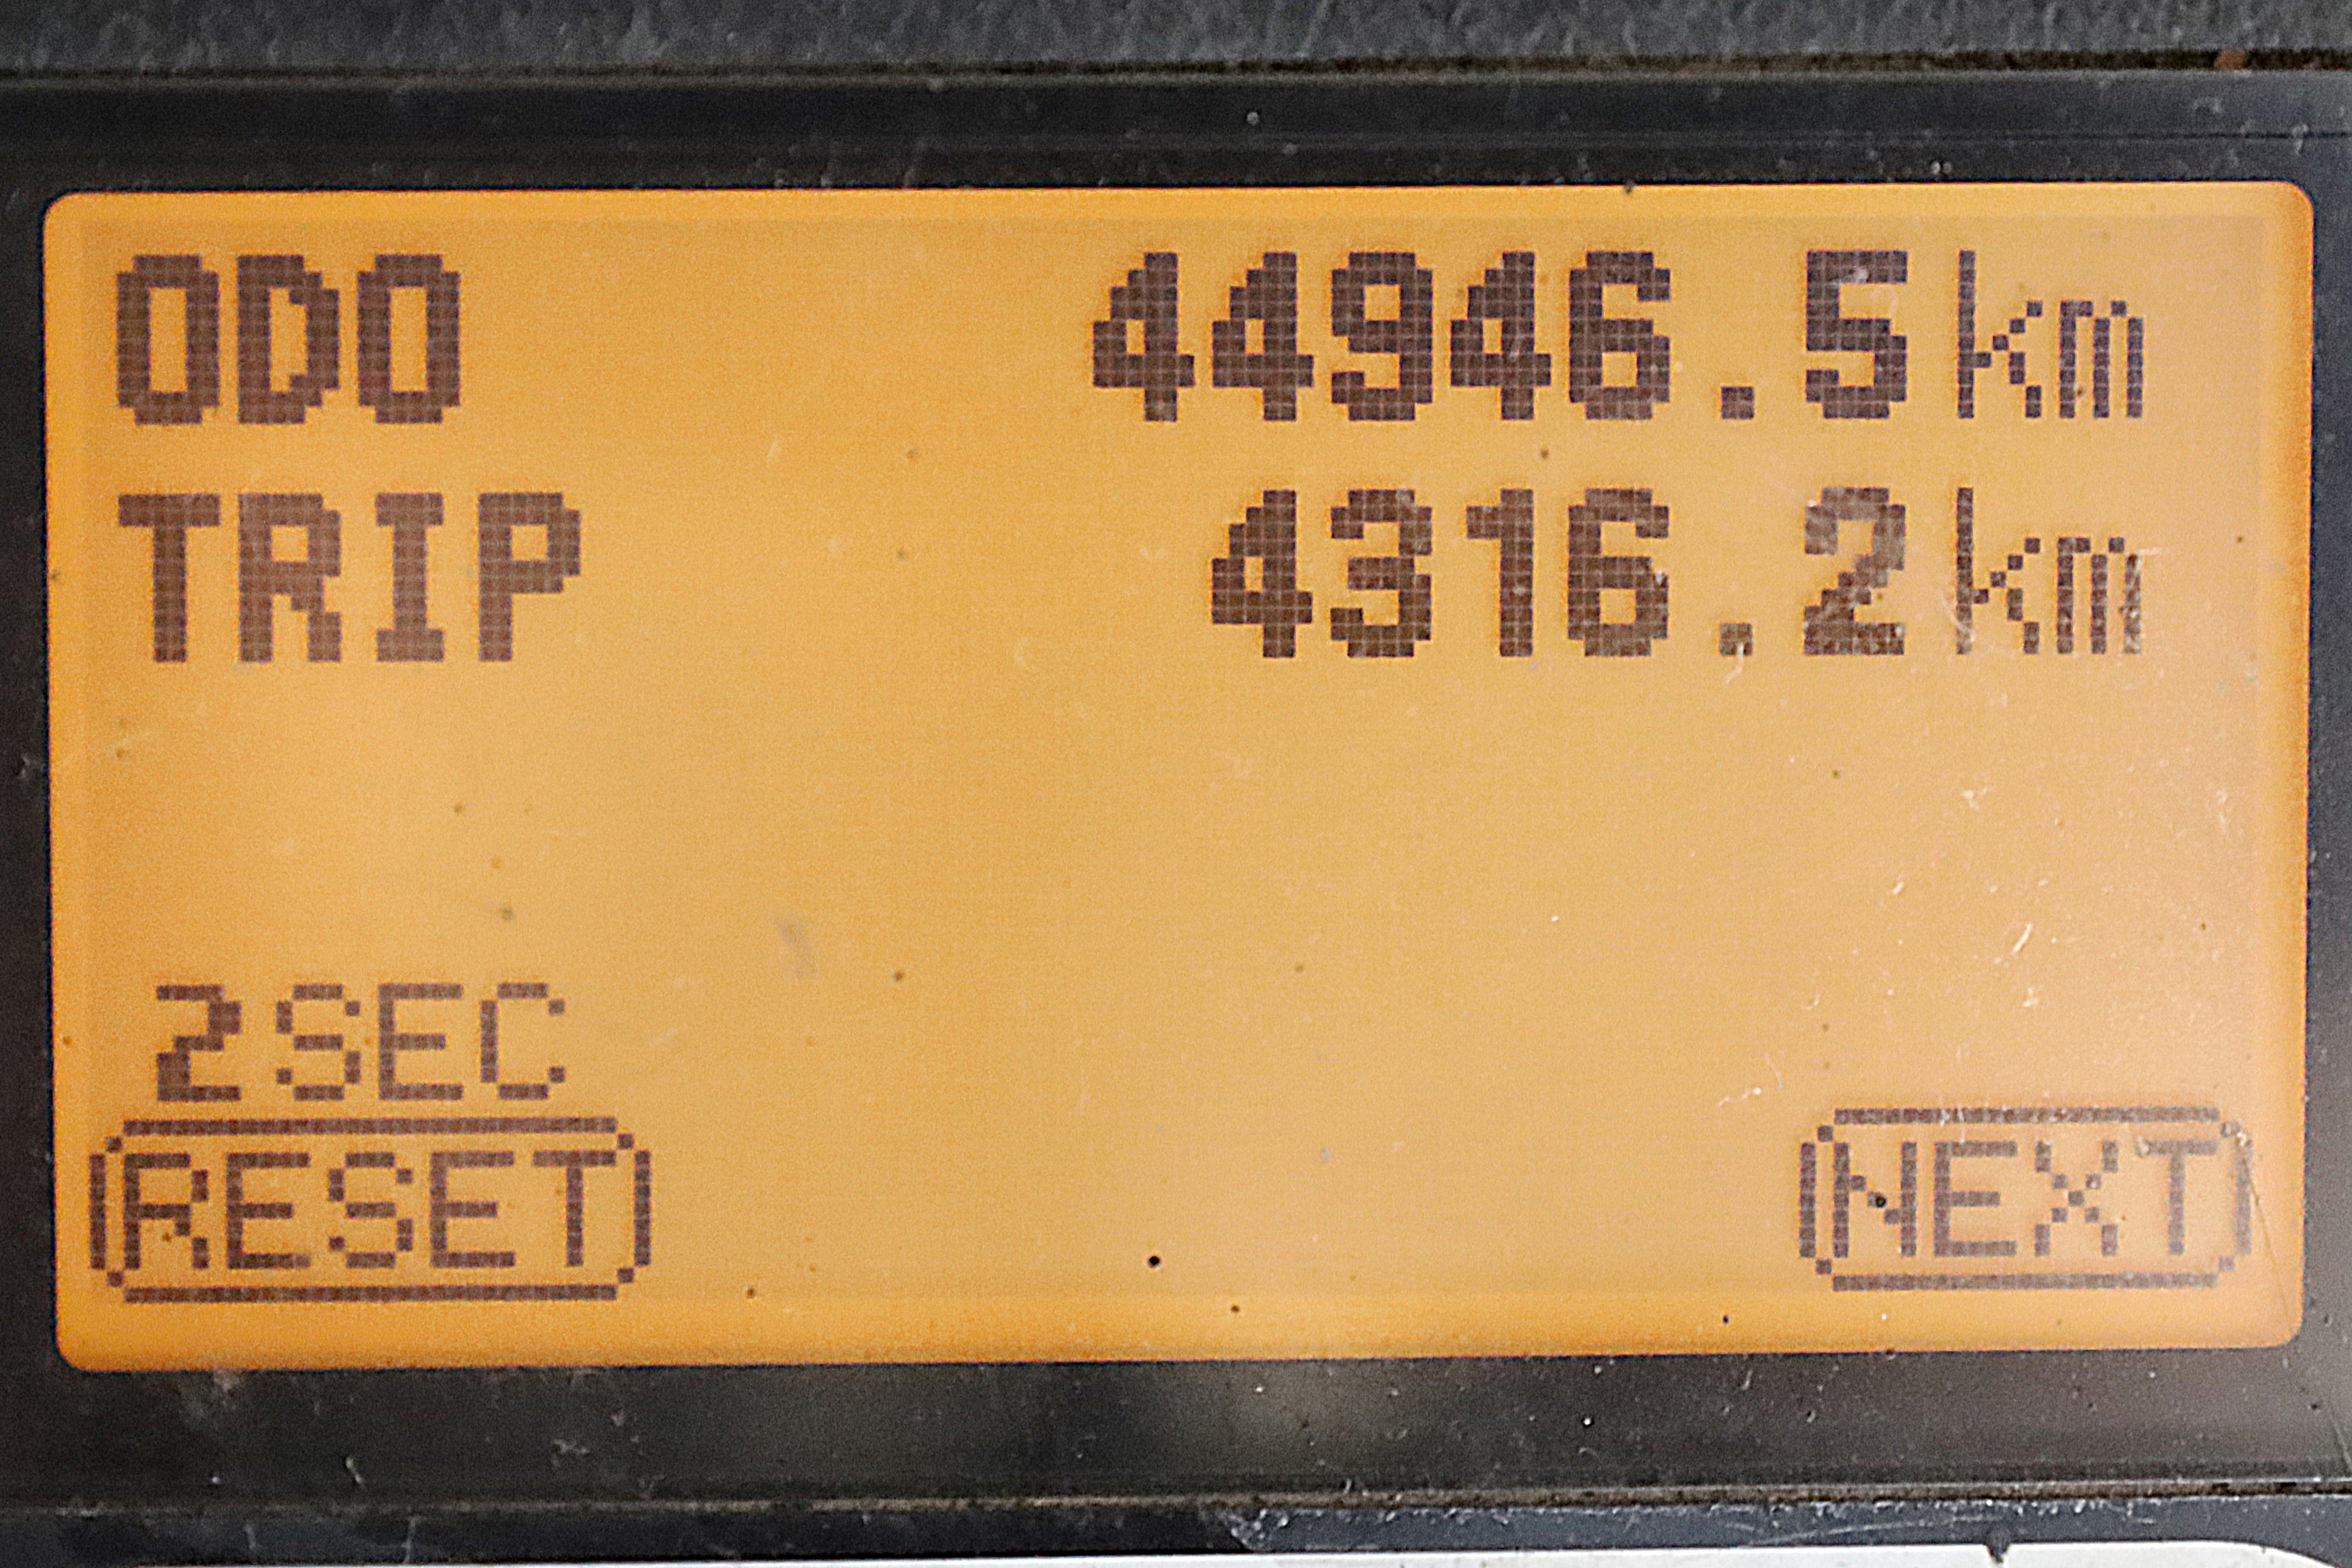 ODO 44946.5km
TRIP 4316.2km
2SEC
RESET NEXT